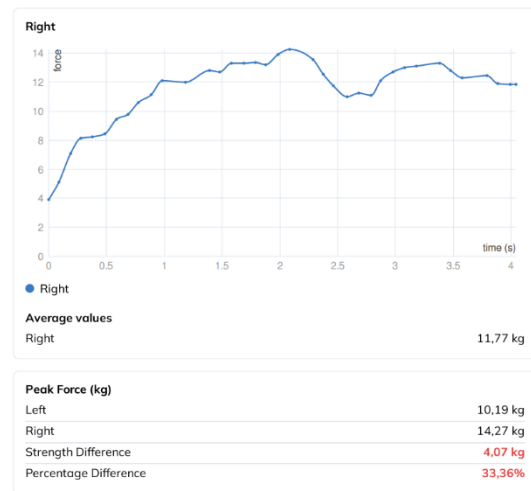 Right
force
14
12
10
8
6
4
2
0
time (s)
0 0.5 1 1.5 2 2.5 3 3.5 4
Right
Average values
Right 11,77 kg
Peak Force (kg)
Left 10,19 kg
Right 14,27 kg
Strength Difference 4,07 kg
Percentage Difference 33,36%